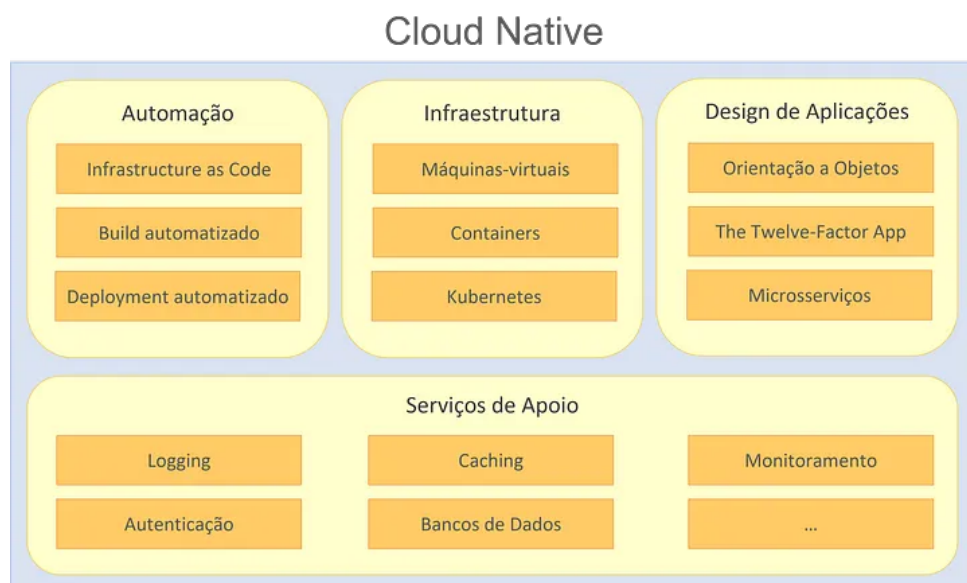 Cloud Native
Automação
Infrastructure as Code
Build automatizado
Deployment automatizado
Infraestrutura
Máquinas-virtuais
Containers
Kubernetes
Design de Aplicações
Orientação a Objetos
The Twelve-Factor App
Microsserviços
Serviços de Apoio
Logging
Caching
Monitoramento
Autenticação
Bancos de Dados
...